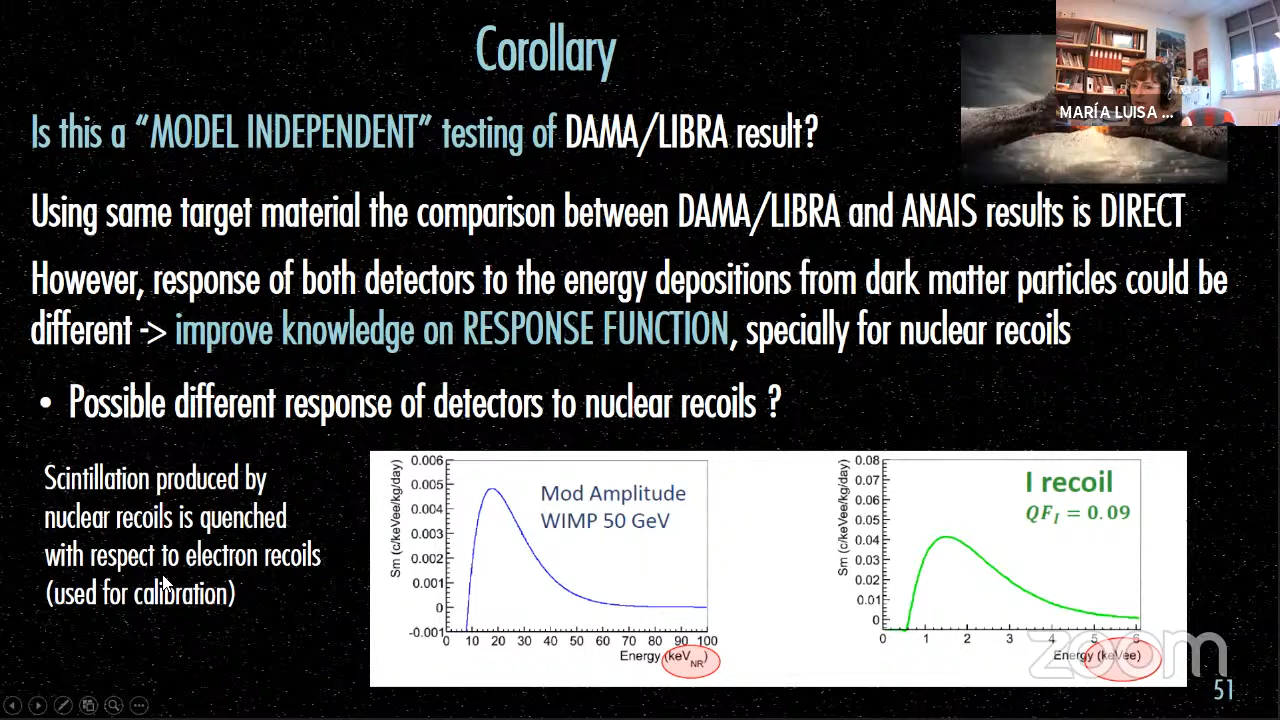 Corollary
MARÍA LUISA ...
Is this a “MODEL INDEPENDENT” testing of DAMA/LIBRA result?
Using same target material the comparison between DAMA/LIBRA and ANAIS results is DIRECT
However, response of both detectors to the energy depositions from dark matter particles could be
different -> improve knowledge on RESPONSE FUNCTION, specially for nuclear recoils
• Possible different response of detectors to nuclear recoils ?
Scintillation produced by
nuclear recoils is quenched
with respect to electron recoils
(used for calibration)
Sm (c/keVee/kg/day)
0.006
0.005
0.004
0.003
0.002
0.001
0
-0.001
Mod Amplitude
WIMP 50 GeV
0 10 20 30 40 50 60 70 80 90 100
Energy (keV_NR)
Sm (c/keVee/kg/day)
0.08
0.07
0.06
0.05
0.04
0.03
0.02
0.01
0
I recoil
QF_I = 0.09
0 1 2 3 4 5 6
Energy (keVee)
zoom
51